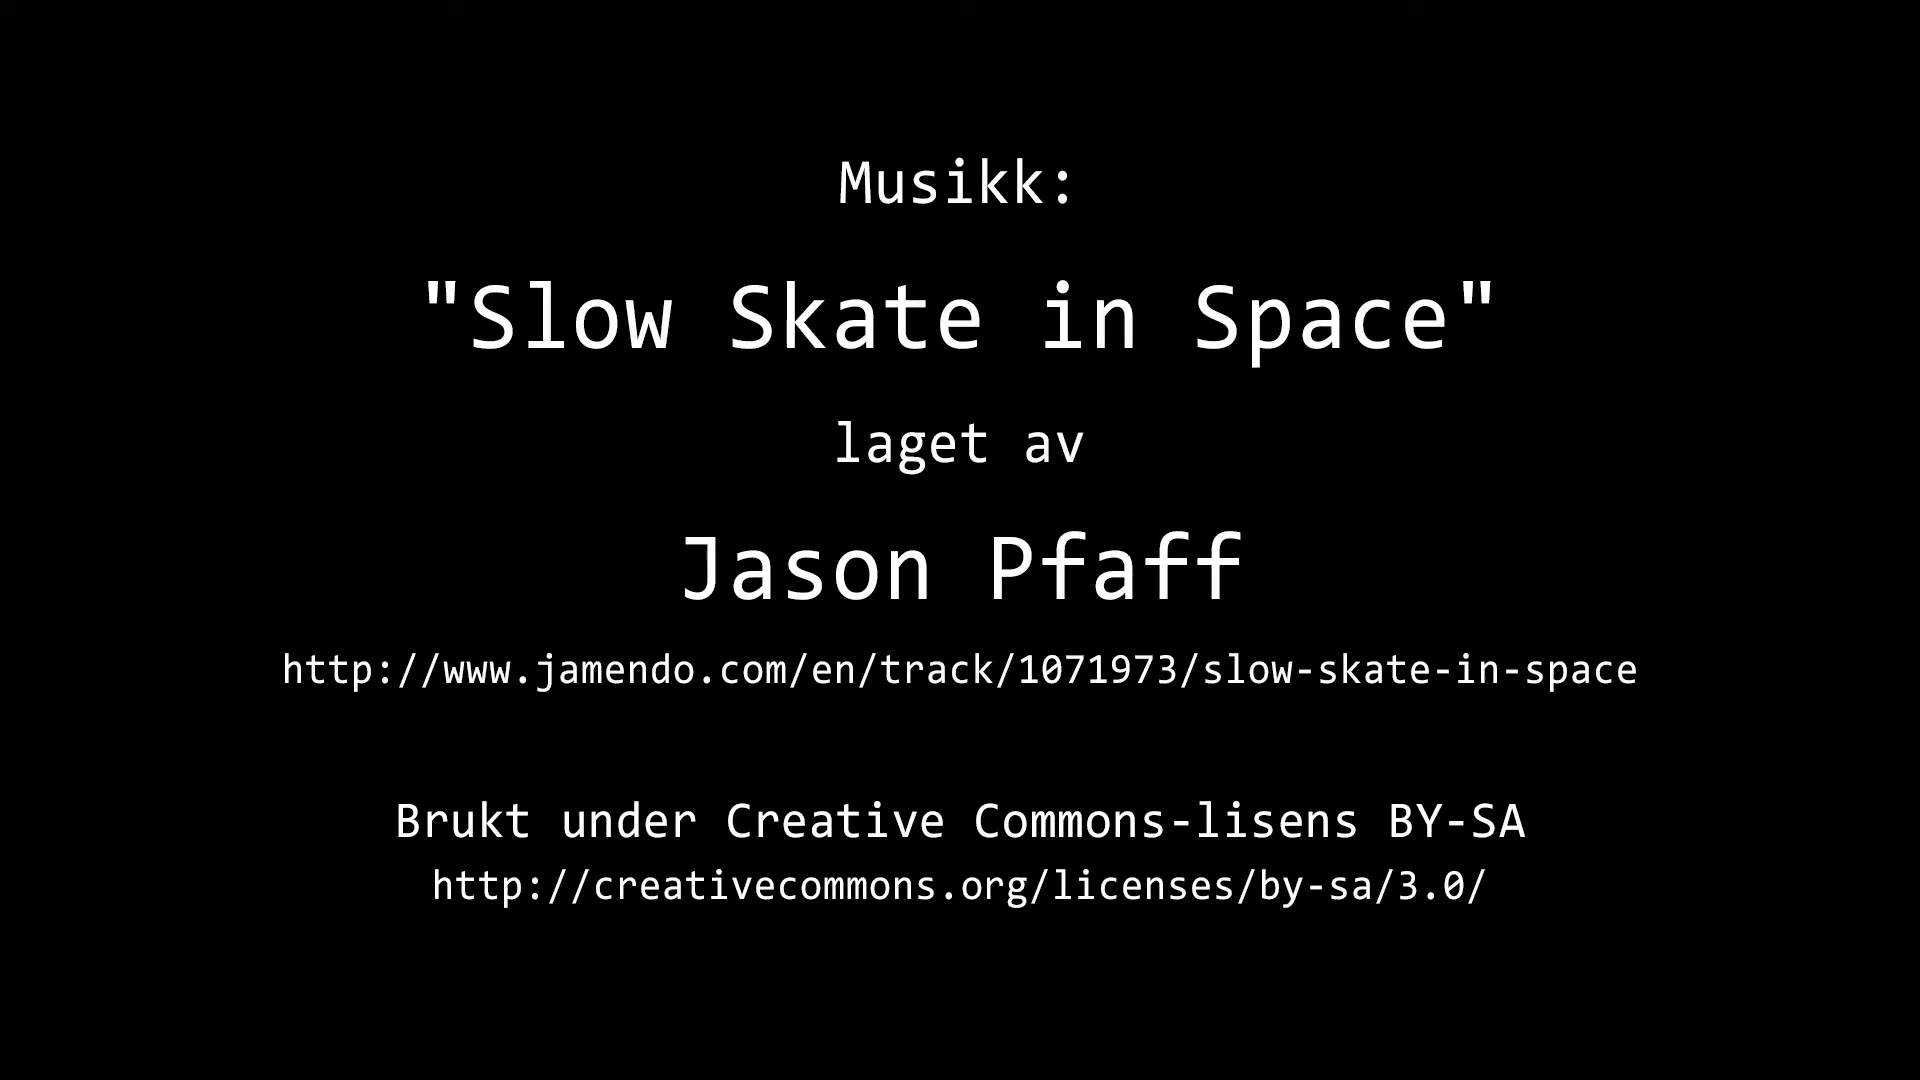 Musikk:
"Slow Skate in Space"
laget av
Jason Pfaff
http://www.jamendo.com/en/track/1071973/slow-skate-in-space
Brukt under Creative Commons-lisens BY-SA
http://creativecommons.org/licenses/by-sa/3.0/